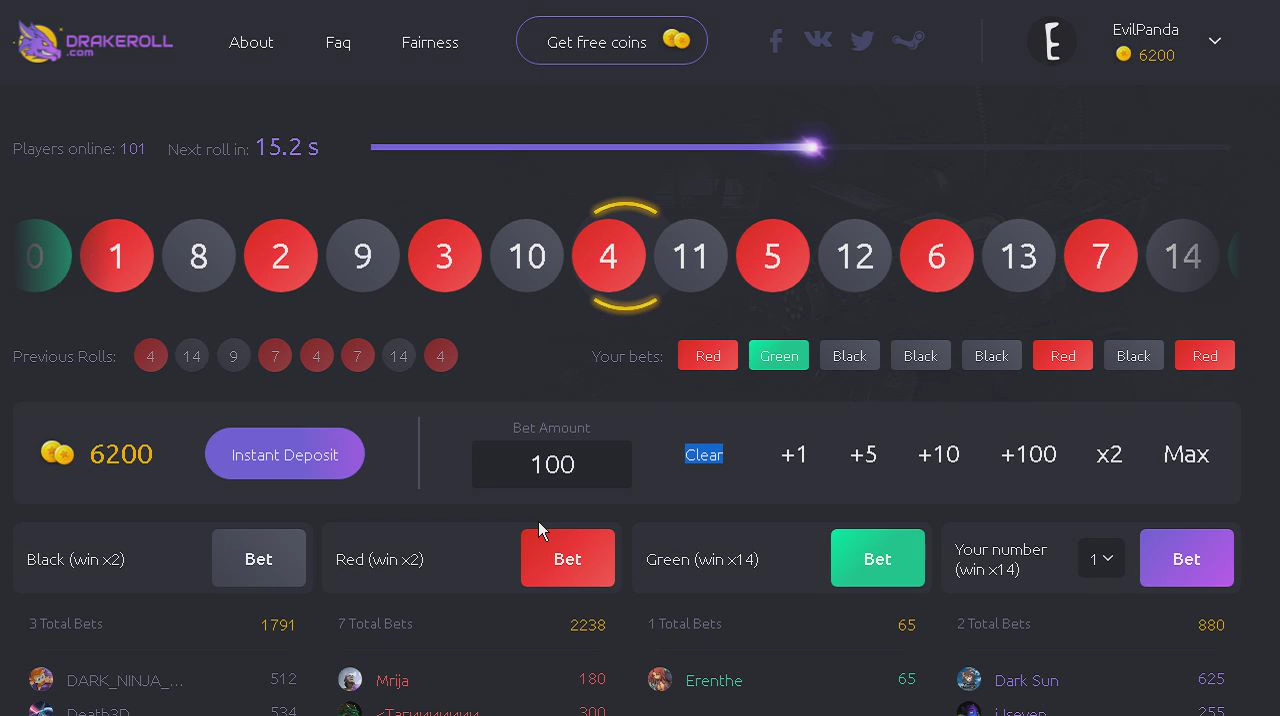 DRAKEROLL
.com
About
Faq
Fairness
Get free coins
EvilPanda
6200
Players online: 101
Next roll in: 15.2 s
0 1 8 2 9 3 10 4 11 5 12 6 13 7 14
Previous Rolls: 4 14 9 7 4 7 14 4
Your bets: Red Green Black Black Black Red Black Red
6200
Instant Deposit
Bet Amount
100
Clear
+1
+5
+10
+100
x2
Max
Black (win x2)
Bet
Red (win x2)
Bet
Green (win x14)
Bet
Your number
(win x14)
1
Bet
3 Total Bets 1791
7 Total Bets 2238
1 Total Bets 65
2 Total Bets 880
DARK_NINJA_... 512
Mrija 180
Erenthe 65
Dark Sun 625
Death3D 534
300
255